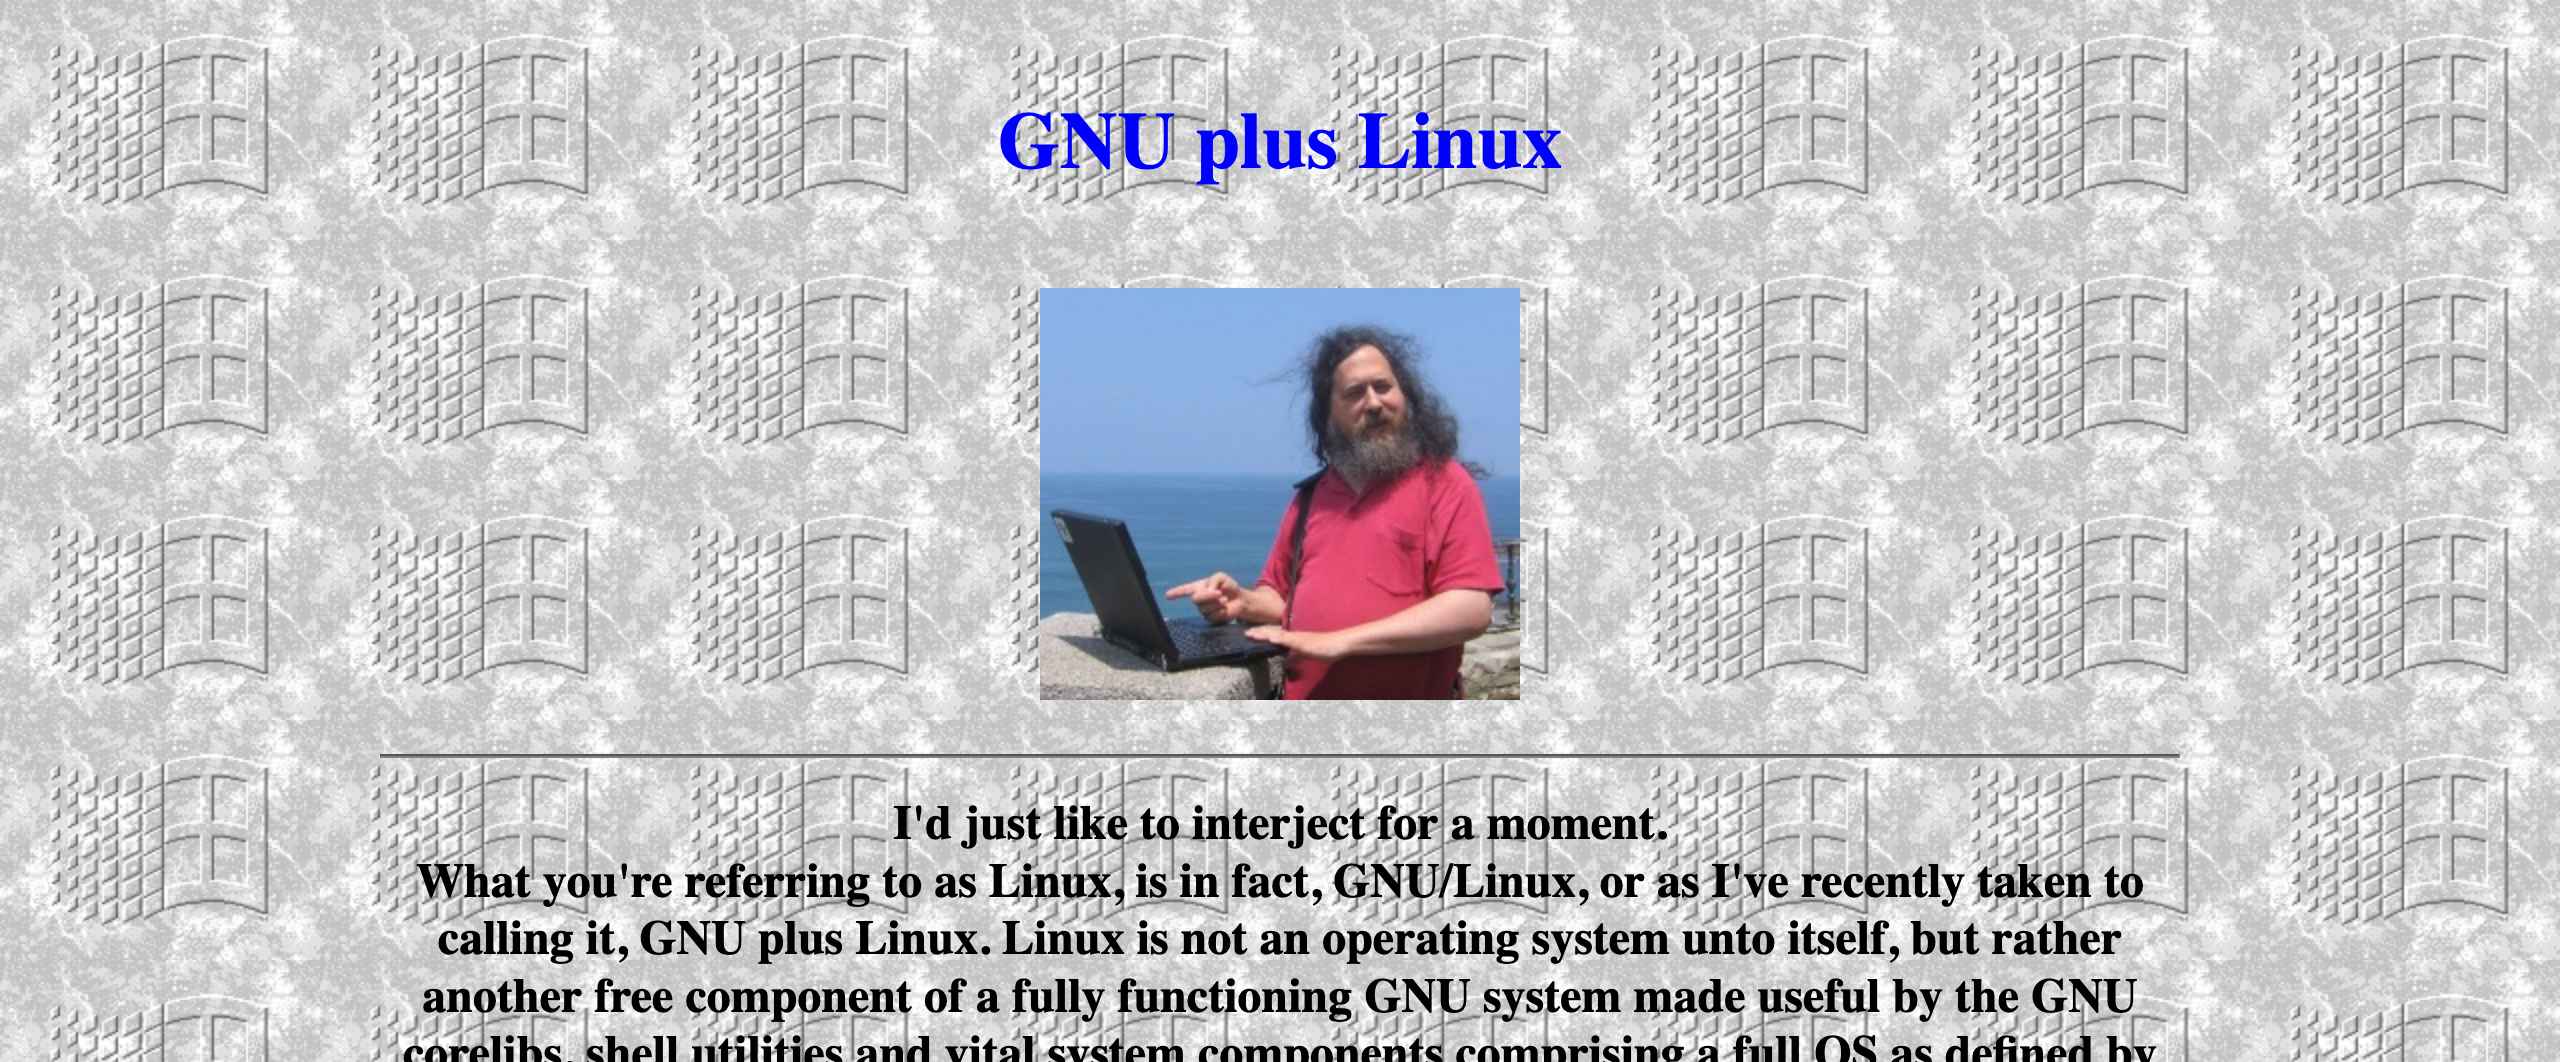 GNU plus Linux
I'd just like to interject for a moment.
What you're referring to as Linux, is in fact, GNU/Linux, or as I've recently taken to
calling it, GNU plus Linux. Linux is not an operating system unto itself, but rather
another free component of a fully functioning GNU system made useful by the GNU
corelibs, shell utilities and vital system components comprising a full OS as defined by